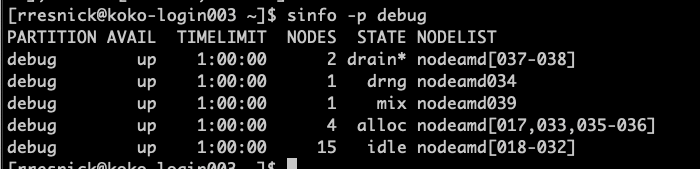 [rresnick@koko-login003 ~]$ sinfo -p debug
PARTITION AVAIL  TIMELIMIT  NODES  STATE NODELIST
debug        up    1:00:00      2 drain* nodeamd[037-038]
debug        up    1:00:00      1   drng nodeamd034
debug        up    1:00:00      1    mix nodeamd039
debug        up    1:00:00      4  alloc nodeamd[017,033,035-036]
debug        up    1:00:00     15   idle nodeamd[018-032]
[rresnick@koko-login003 ~]$